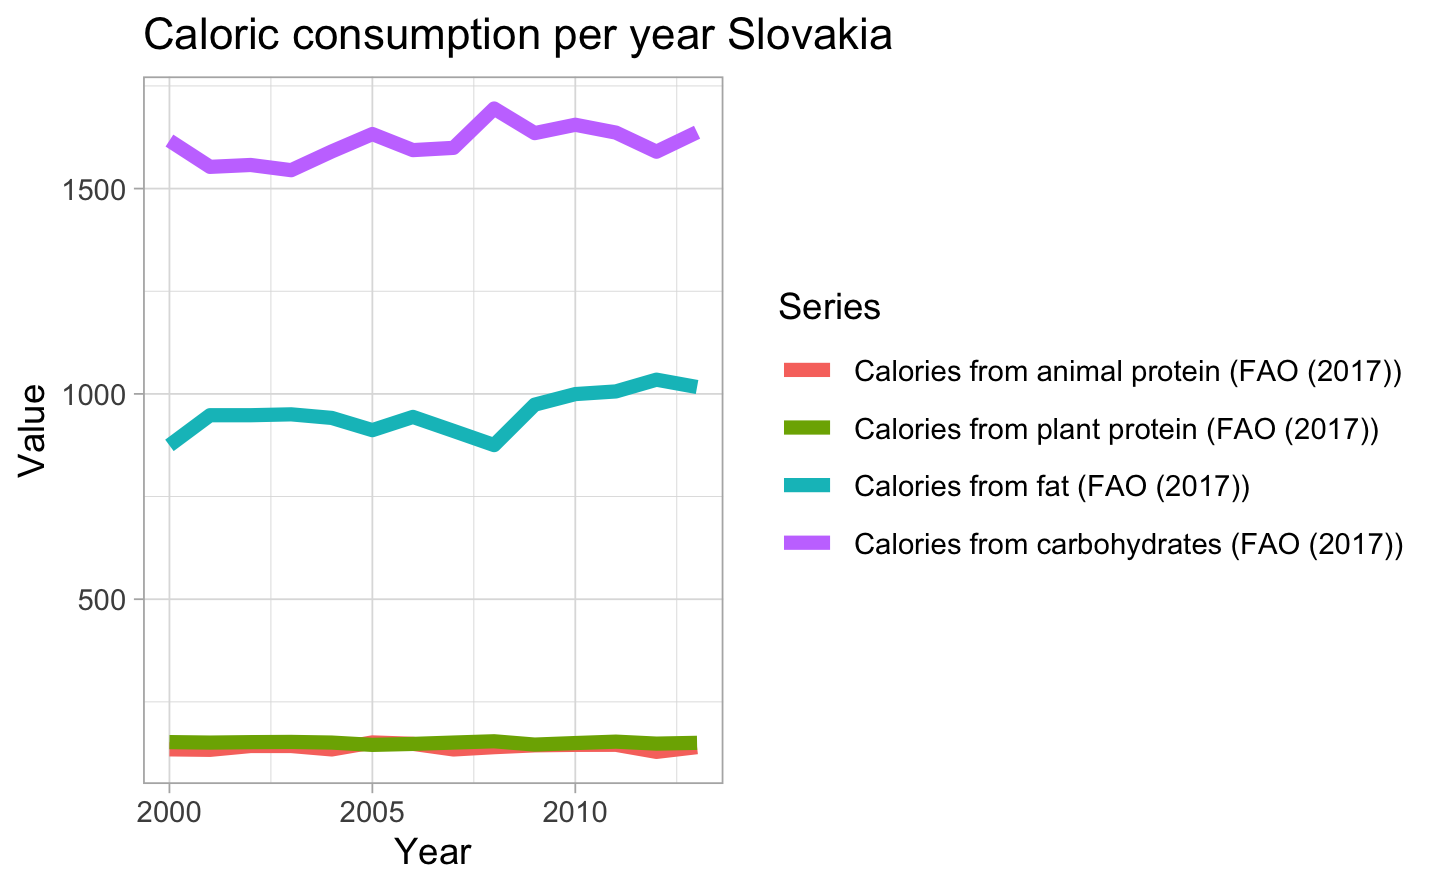 Caloric consumption per year Slovakia
1500
1000
500
Value
2000 2005 2010
Year
Series
Calories from animal protein (FAO (2017))
Calories from plant protein (FAO (2017))
Calories from fat (FAO (2017))
Calories from carbohydrates (FAO (2017))